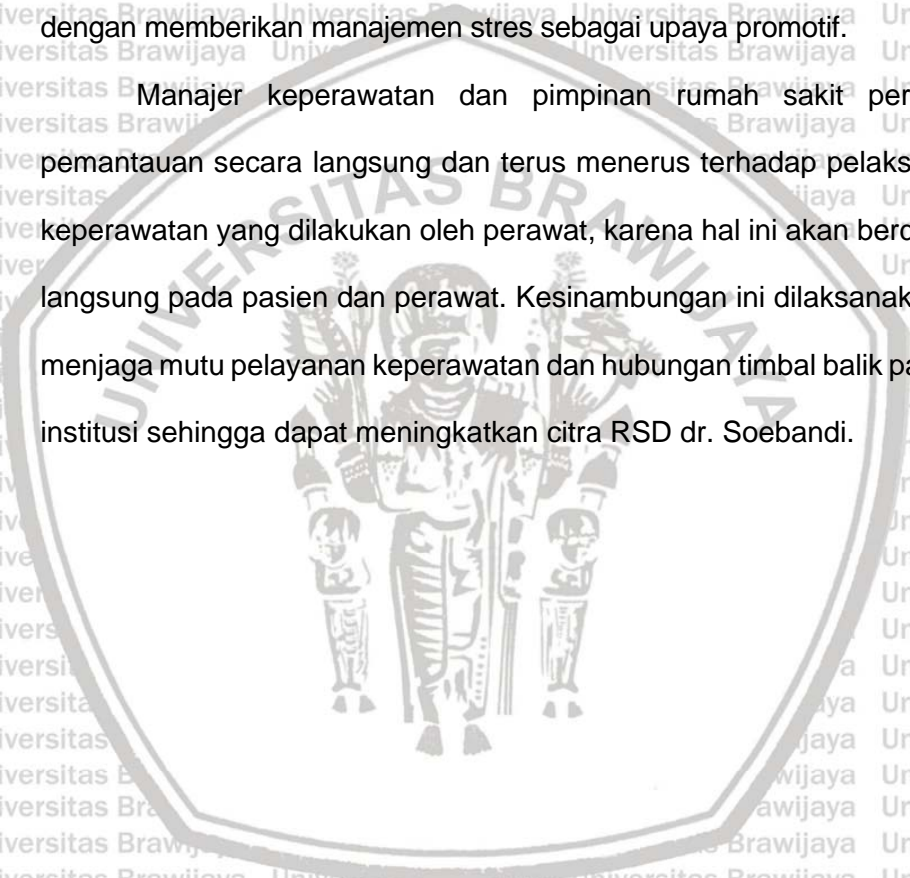 dengan memberikan manajemen stres sebagai upaya promotif.
Manajer keperawatan dan pimpinan rumah sakit per
pemantauan secara langsung dan terus menerus terhadap pelaks
keperawatan yang dilakukan oleh perawat, karena hal ini akan berd
langsung pada pasien dan perawat. Kesinambungan ini dilaksanak
menjaga mutu pelayanan keperawatan dan hubungan timbal balik pa
institusi sehingga dapat meningkatkan citra RSD dr. Soebandi.
UNIVERSITAS BRAWIJAYA